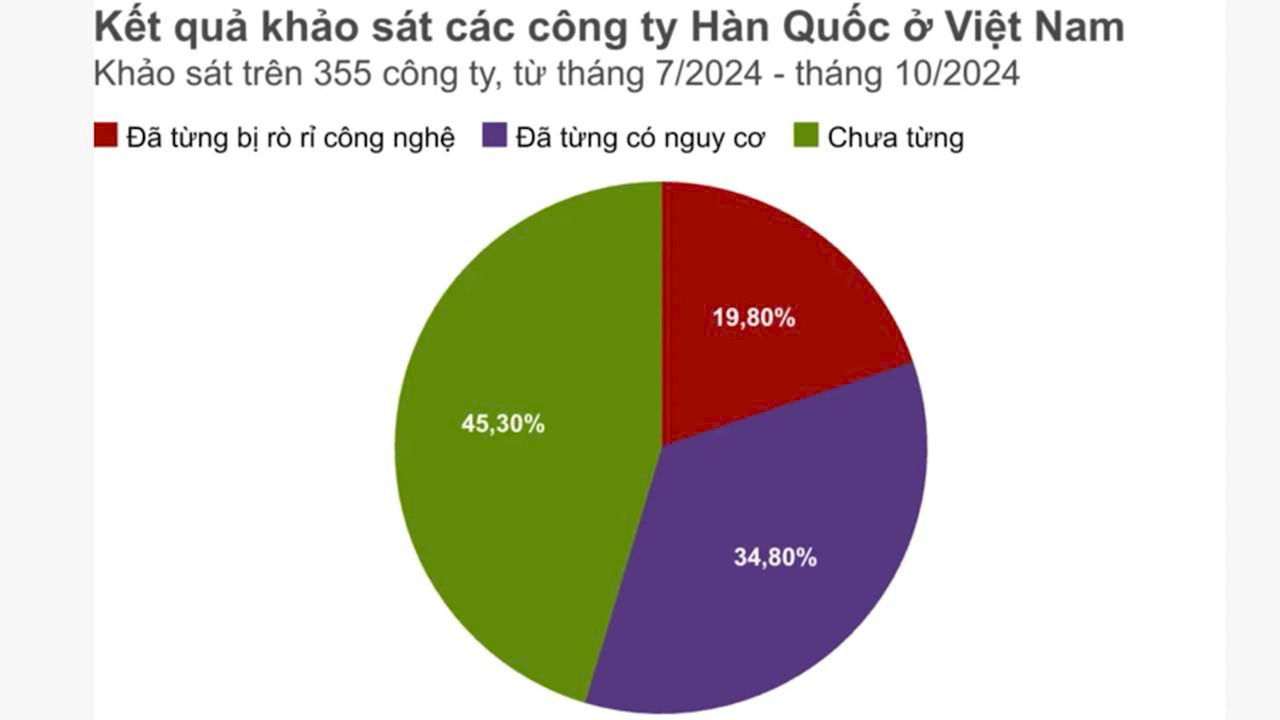 Kết quả khảo sát các công ty Hàn Quốc ở Việt Nam
Khảo sát trên 355 công ty, từ tháng 7/2024 - tháng 10/2024
Đã từng bị rò rỉ công nghệ Đã từng có nguy cơ Chưa từng
19,80%
45,30%
34,80%